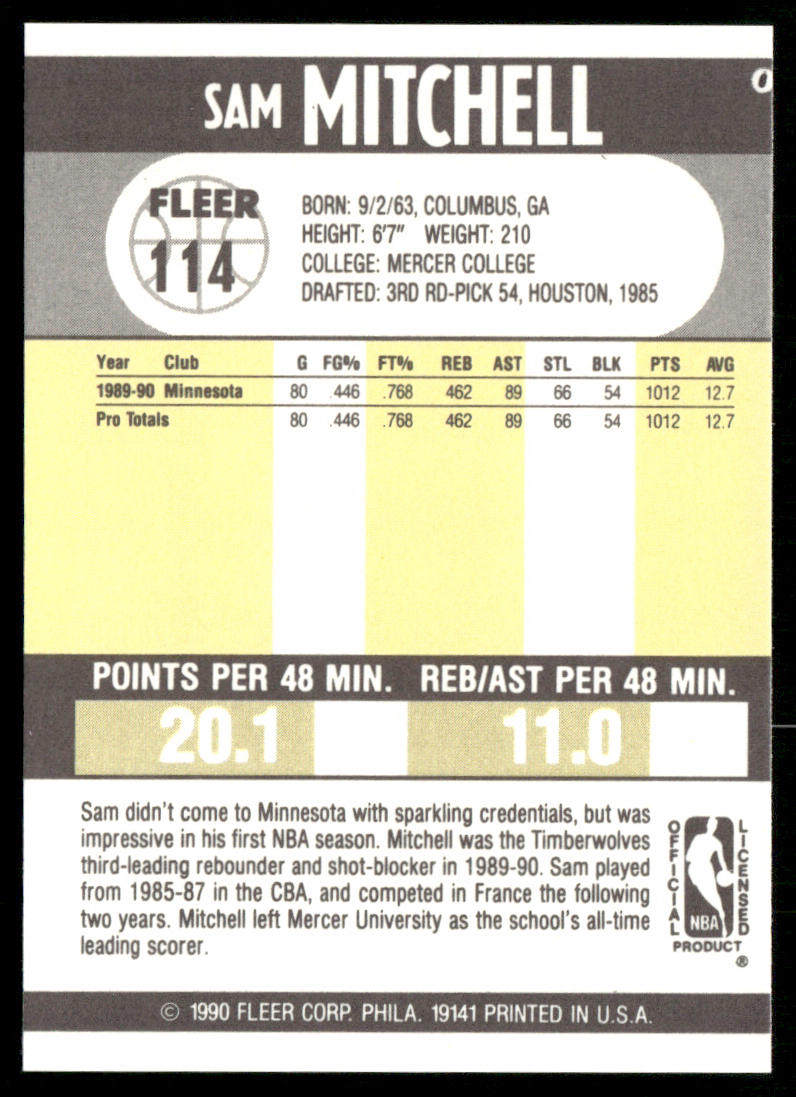 SAM MITCHELL
FLEER
114
BORN: 9/2/63, COLUMBUS, GA
HEIGHT: 6'7" WEIGHT: 210
COLLEGE: MERCER COLLEGE
DRAFTED: 3RD RD-PICK 54, HOUSTON, 1985
Year Club G FG% FT% REB AST STL BLK PTS AVG
1989-90 Minnesota 80 .446 .768 462 89 66 54 1012 12.7
Pro Totals 80 .446 .768 462 89 66 54 1012 12.7
POINTS PER 48 MIN. REB/AST PER 48 MIN.
20.1 11.0
Sam didn't come to Minnesota with sparkling credentials, but was
impressive in his first NBA season. Mitchell was the Timberwolves
third-leading rebounder and shot-blocker in 1989-90. Sam played
from 1985-87 in the CBA, and competed in France the following
two years. Mitchell left Mercer University as the school's all-time
leading scorer.
OFFICIAL
LICENSED
NBA
PRODUCT
®
© 1990 FLEER CORP. PHILA. 19141 PRINTED IN U.S.A.